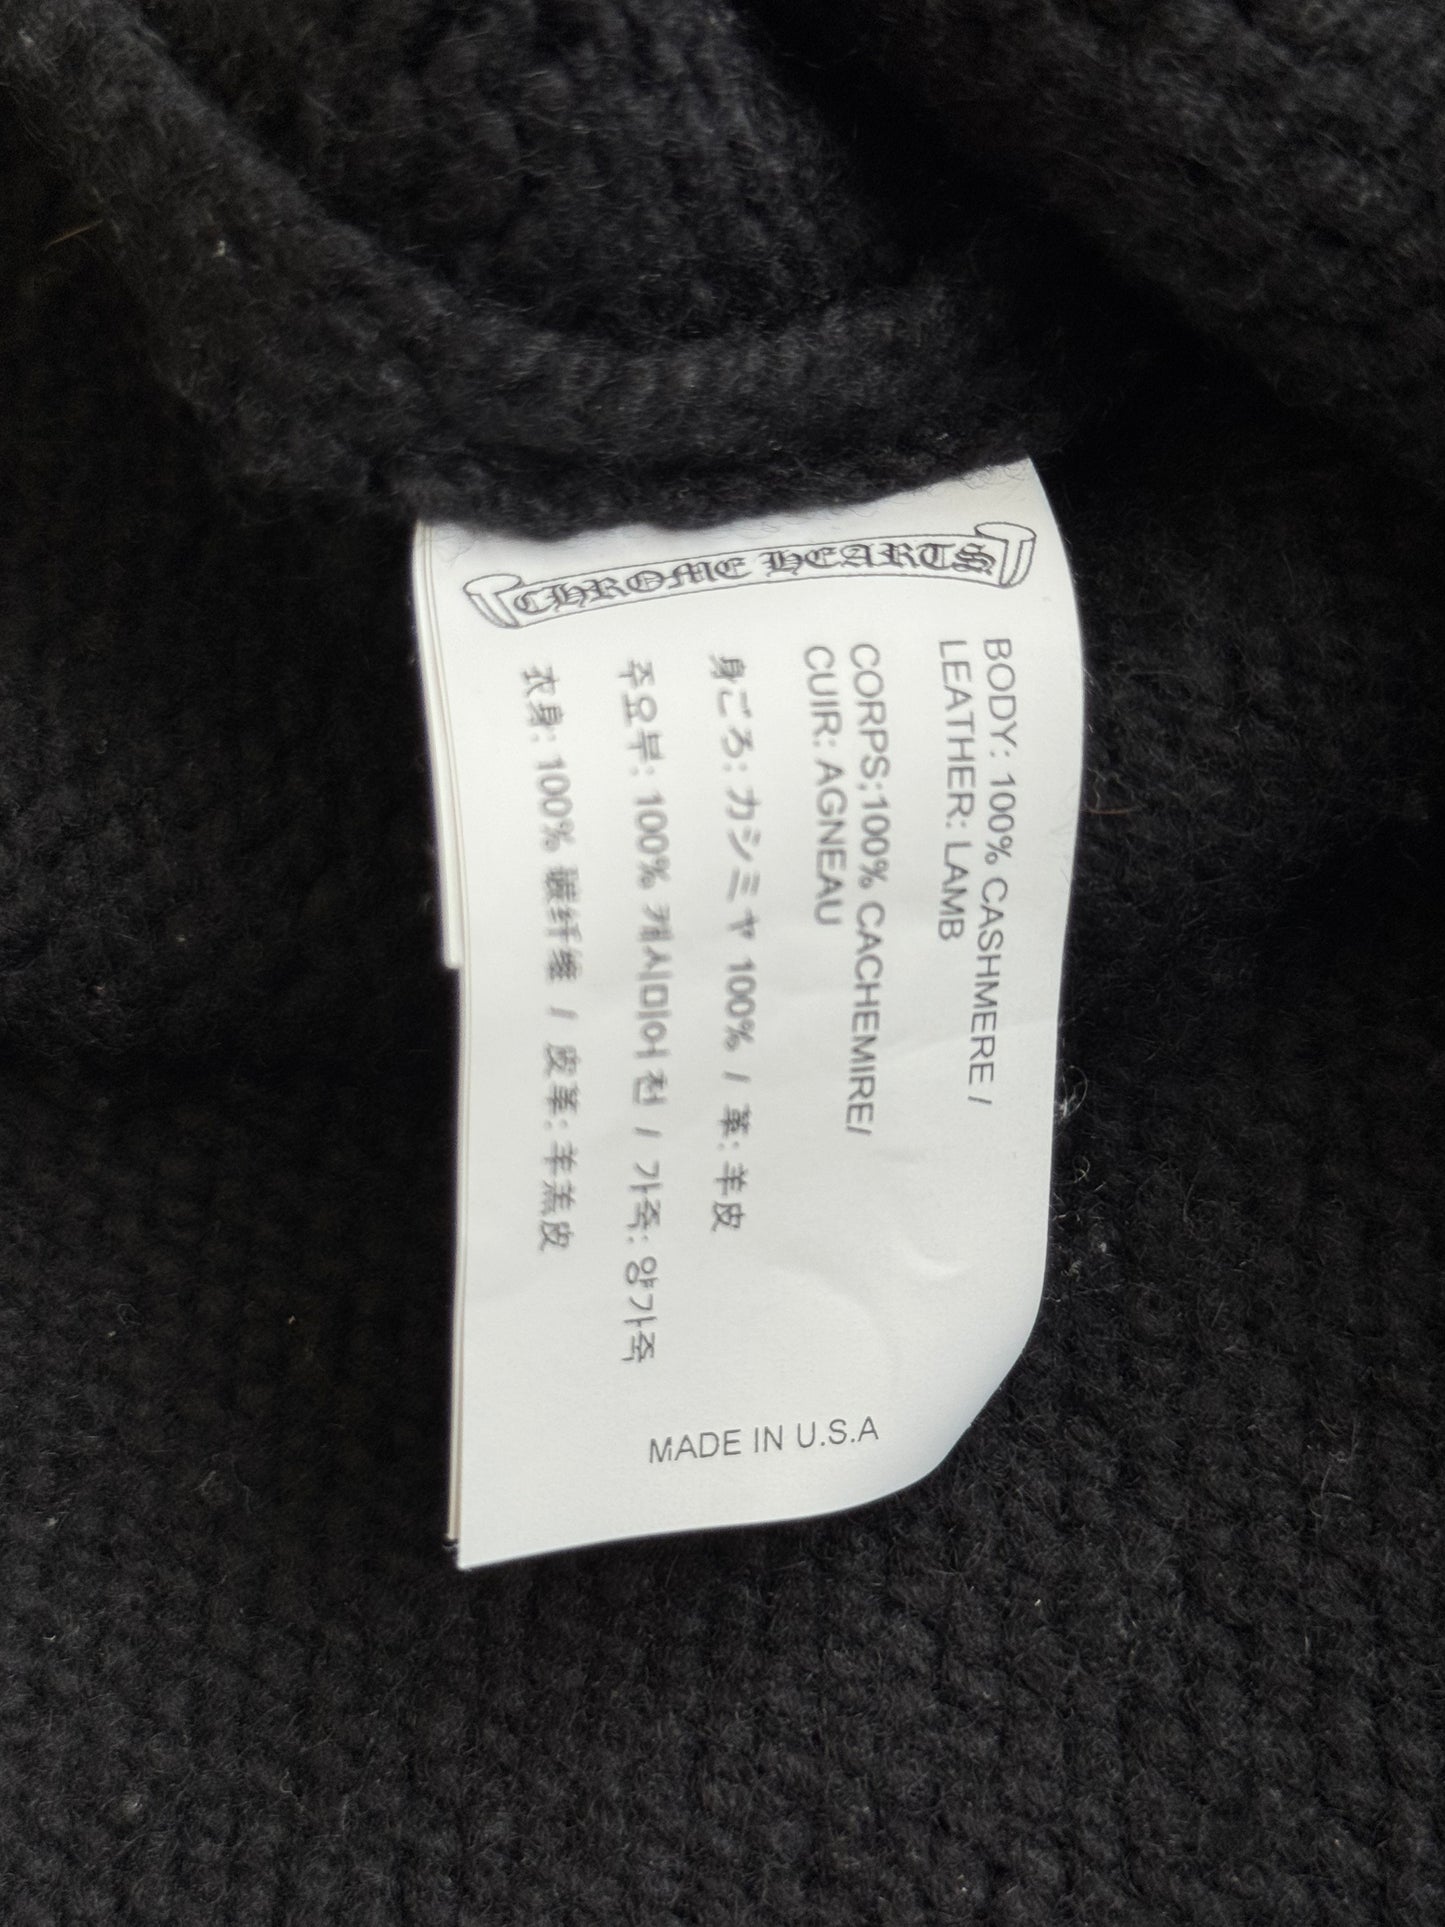 CHROME HEARTS
BODY: 100% CASHMERE /
LEATHER: LAMB
CORPS:100% CACHEMIRE/
CUIR: AGNEAU
身ごろ: カシミヤ 100% / 革: 羊皮
주요부: 100% 캐시미어 천 / 가죽: 양가죽
衣身: 100% 碳纤维 / 皮革: 羊羔皮
MADE IN U.S.A